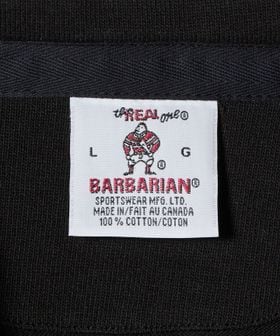 the REAL one®
L G
®
BARBARIAN®
SPORTSWEAR MFG. LTD.
MADE IN/FAIT AU CANADA
100% COTTON/COTON